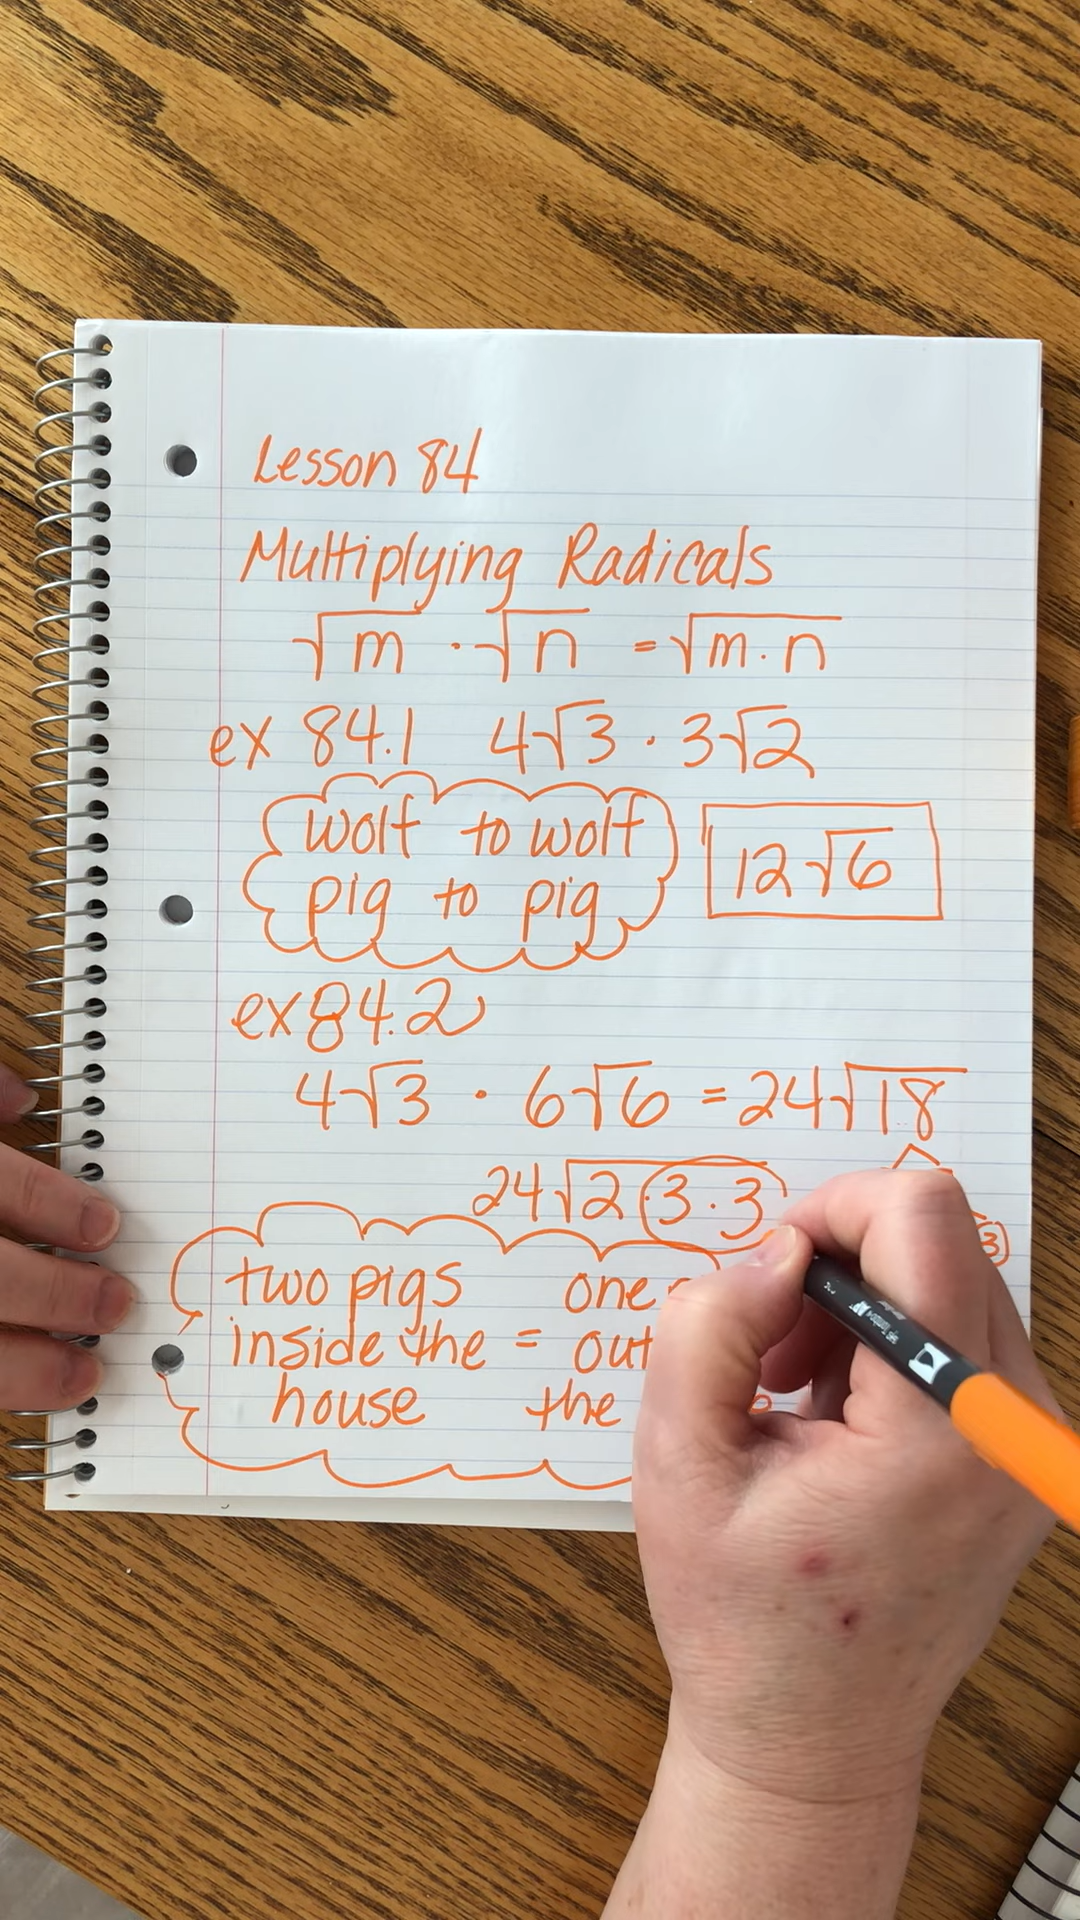 Lesson 84
Multiplying Radicals
√m · √n = √m·n
ex 84.1 4√3 · 3√2
wolf to wolf
pig to pig
12√6
ex 84.2
4√3 · 6√6 = 24√18
24√2·3·3
3
two pigs one
inside the = out
house the